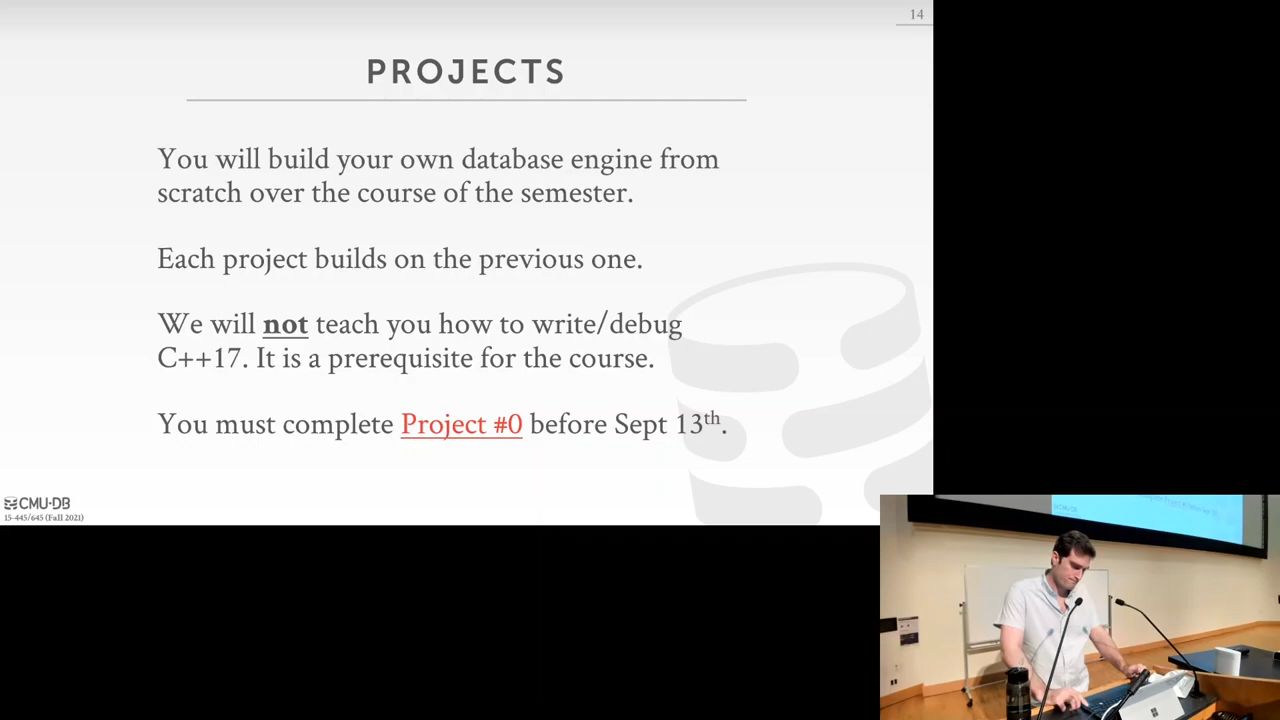 14
PROJECTS
You will build your own database engine from
scratch over the course of the semester.
Each project builds on the previous one.
We will not teach you how to write/debug
C++17. It is a prerequisite for the course.
You must complete Project #0 before Sept 13th.
CMU·DB
15-445/645 (Fall 2021)